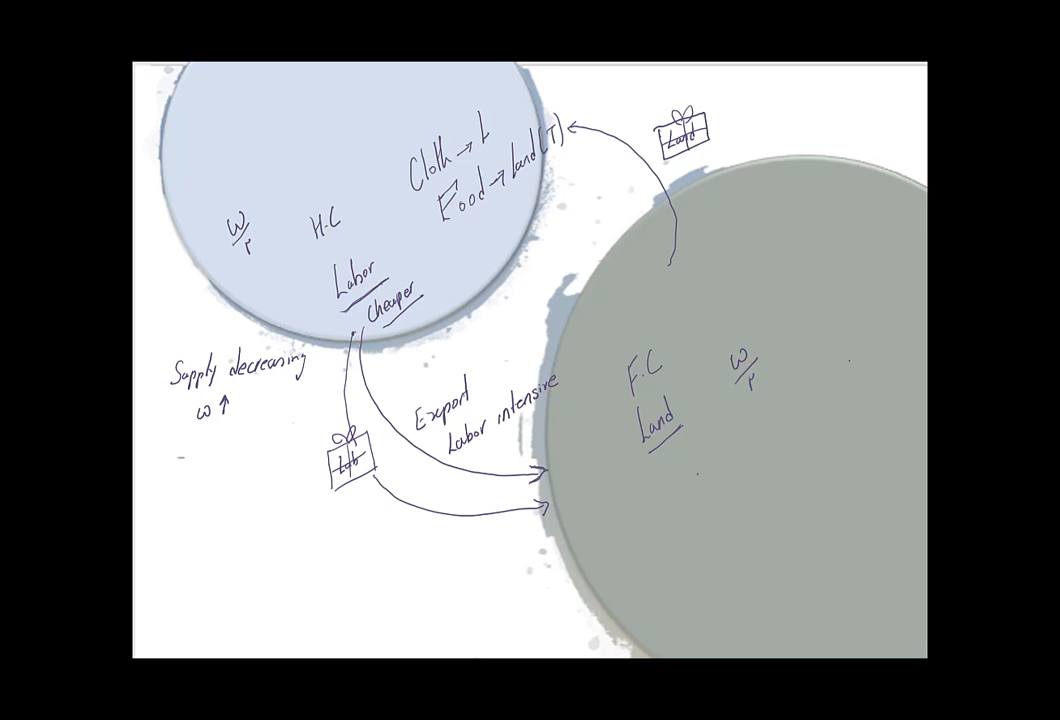 Cloth → L
Food → Land (T)
Land
w/r
H.C
Labor
cheaper
Supply decreasing
w ↑
Export
Labor intensive
Lab
F.C
w/r
Land